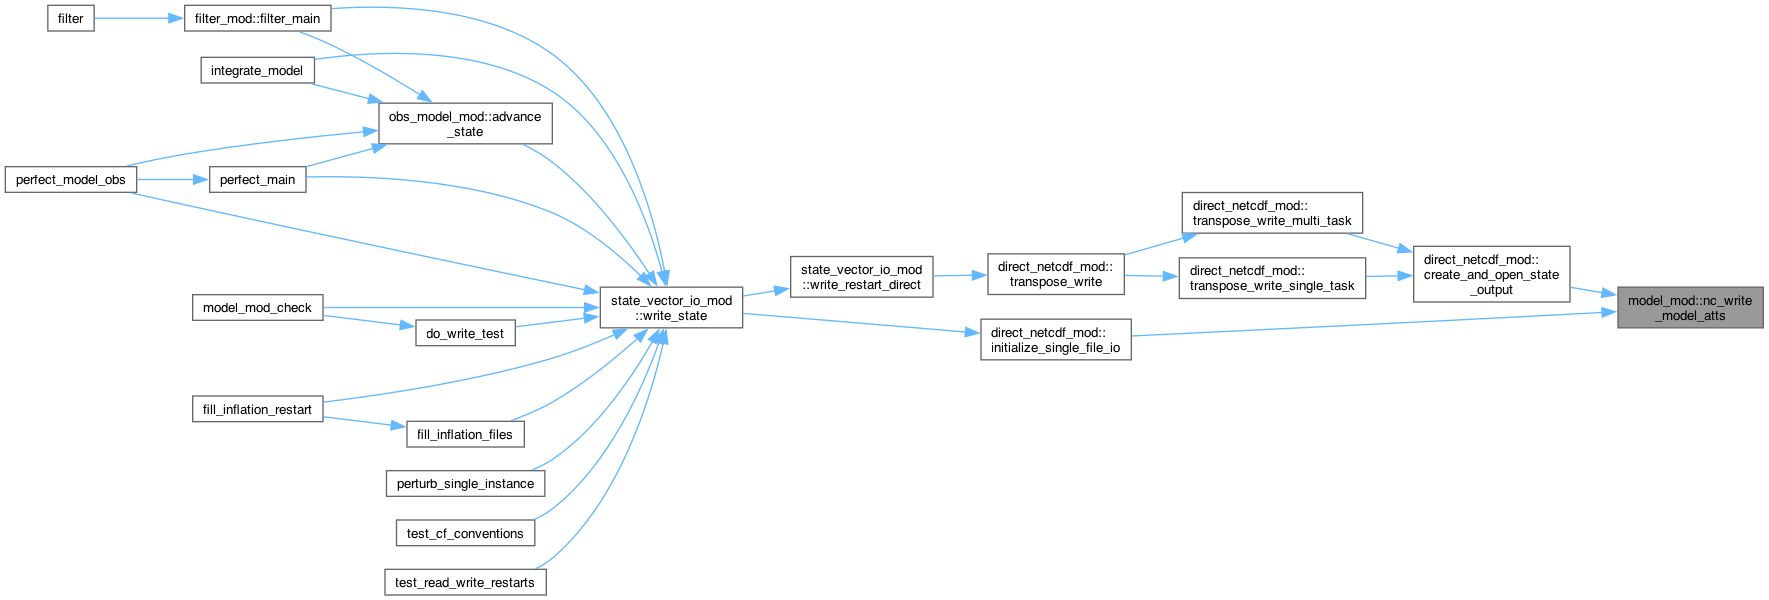 filter
filter_mod::filter_main
integrate_model
obs_model_mod::advance
_state
perfect_model_obs
perfect_main
direct_netcdf_mod::
transpose_write_multi_task
state_vector_io_mod
::write_restart_direct
direct_netcdf_mod::
transpose_write
direct_netcdf_mod::
transpose_write_single_task
direct_netcdf_mod::
create_and_open_state
_output
model_mod::nc_write
_model_atts
state_vector_io_mod
::write_state
model_mod_check
do_write_test
direct_netcdf_mod::
initialize_single_file_io
fill_inflation_restart
fill_inflation_files
perturb_single_instance
test_cf_conventions
test_read_write_restarts